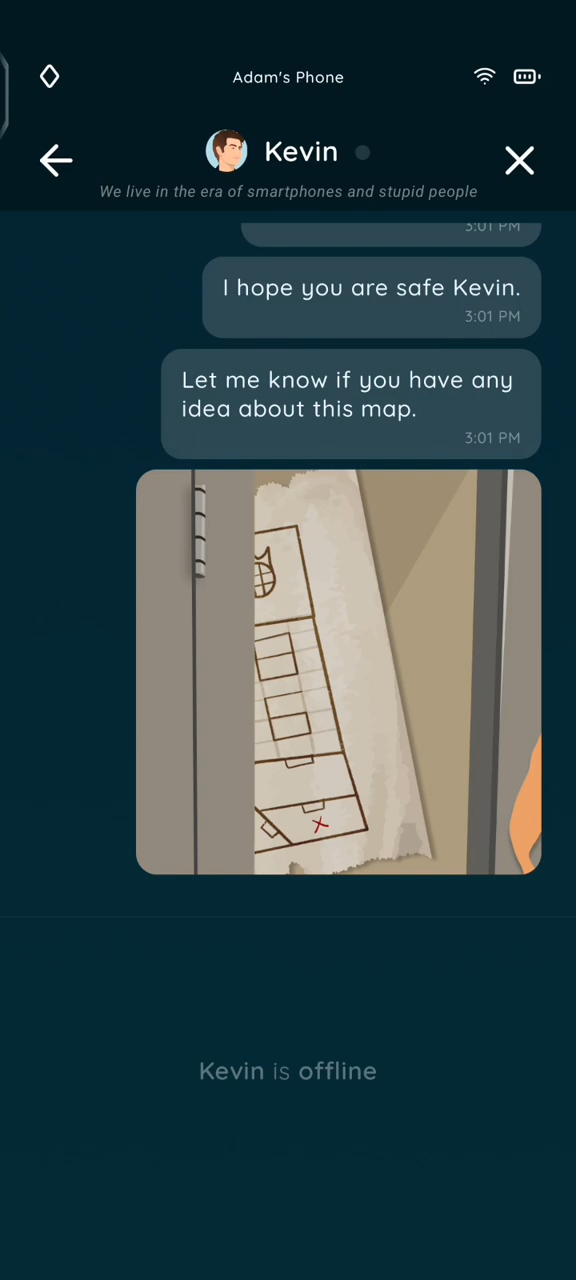 Adam's Phone
Kevin
We live in the era of smartphones and stupid people
3:01 PM
I hope you are safe Kevin.
3:01 PM
Let me know if you have any
idea about this map.
3:01 PM
Kevin is offline